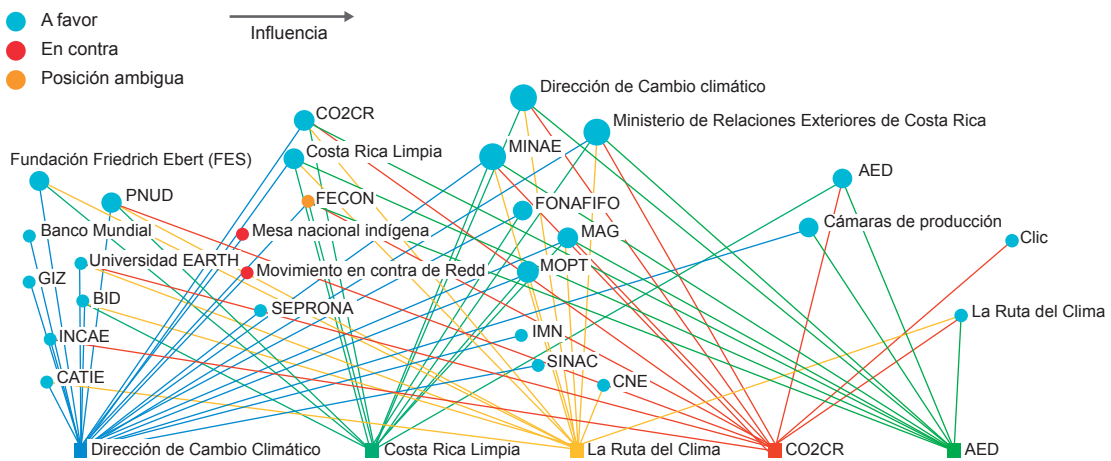 A favor
En contra
Posición ambigua
Influencia
Dirección de Cambio climático
CO2CR
Ministerio de Relaciones Exteriores de Costa Rica
Costa Rica Limpia
MINAE
Fundación Friedrich Ebert (FES)
AED
PNUD
FECON
FONAFIFO
Cámaras de producción
Banco Mundial
Mesa nacional indígena
MAG
Clic
Universidad EARTH
Movimiento en contra de Redd
MOPT
GIZ
BID
SEPRONA
La Ruta del Clima
INCAE
IMN
SINAC
CATIE
CNE
Dirección de Cambio Climático
Costa Rica Limpia
La Ruta del Clima
CO2CR
AED